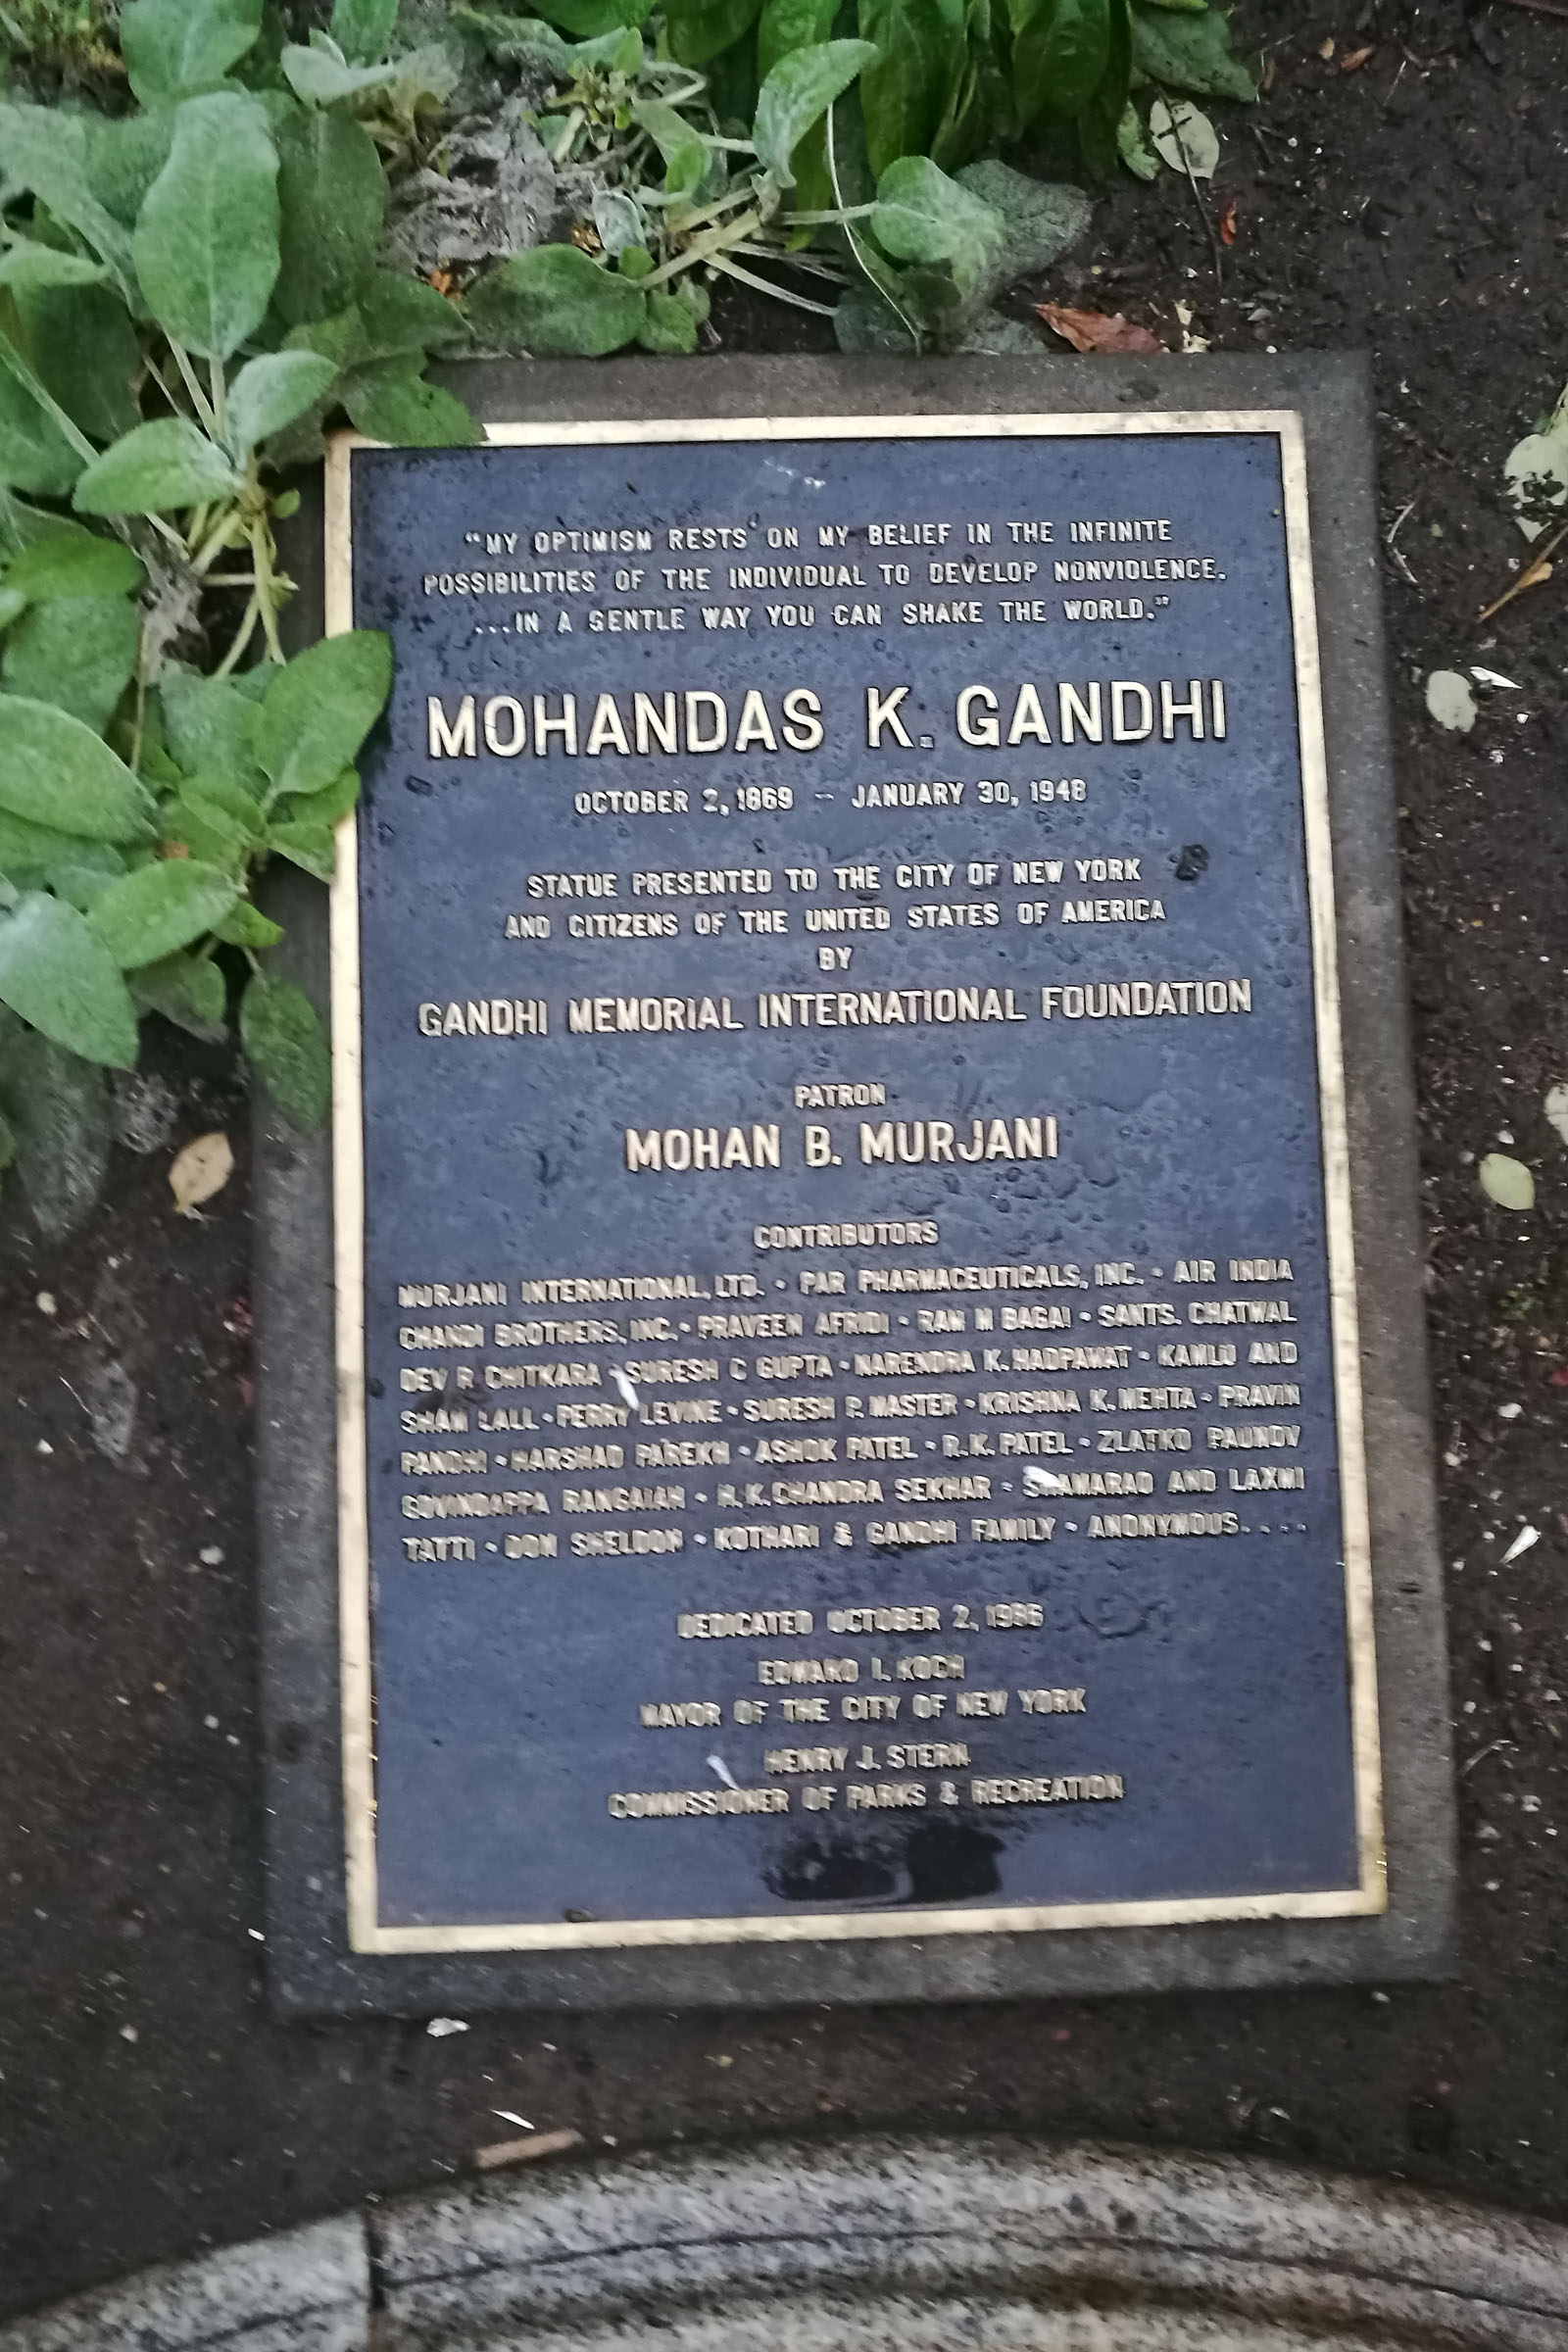 "MY OPTIMISM RESTS ON MY BELIEF IN THE INFINITE
POSSIBILITIES OF THE INDIVIDUAL TO DEVELOP NONVIOLENCE.
...IN A GENTLE WAY YOU CAN SHAKE THE WORLD."
MOHANDAS K. GANDHI
OCTOBER 2, 1869 - JANUARY 30, 1948
STATUE PRESENTED TO THE CITY OF NEW YORK
AND CITIZENS OF THE UNITED STATES OF AMERICA
BY
GANDHI MEMORIAL INTERNATIONAL FOUNDATION
PATRON
MOHAN B. MURJANI
CONTRIBUTORS
MURJANI INTERNATIONAL, LTD. • PAR PHARMACEUTICALS, INC. • AIR INDIA
CHANDI BROTHERS, INC. • PRAVEEN AFRIDI • RAM M BAGAI • SANT S. CHATWAL
DEV P. CHITKARA • SURESH C GUPTA • NARENDRA K. HADPAWAT • KAMLU AND
SHAM LALL • PERRY LEVINE • SURESH P. MASTER • KRISHNA K. MEHTA • PRAVIN
PANDHI • HARSHAD PAREKH • ASHOK PATEL • R.K. PATEL • ZLATKO PAUNOV
GOVINDAPPA RANGAIAH • H.K. CHANDRA SEKHAR • SHAMARAO AND LAXMI
TATTI • DON SHELDON • KOTHARI & GANDHI FAMILY • ANONYMOUS....
DEDICATED OCTOBER 2, 1986
EDWARD I. KOCH
MAYOR OF THE CITY OF NEW YORK
HENRY J. STERN
COMMISSIONER OF PARKS & RECREATION